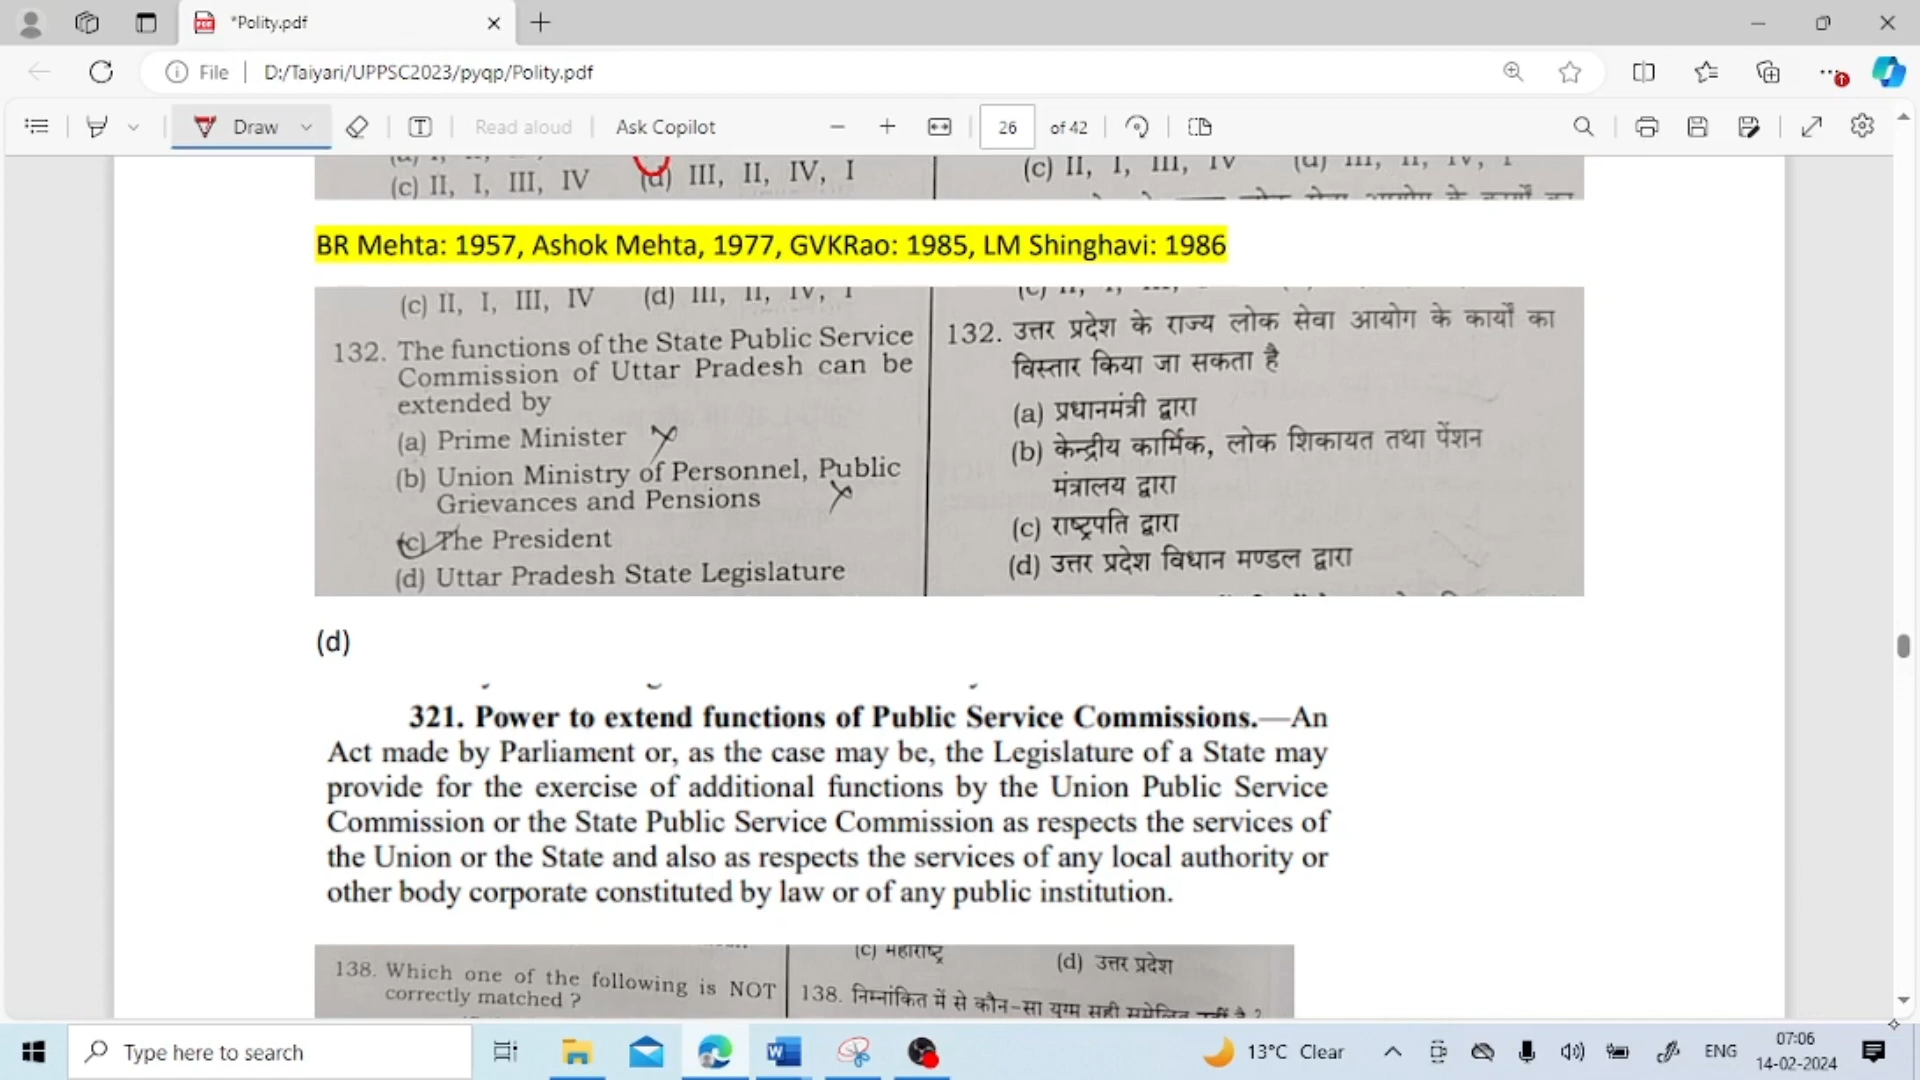 *Polity.pdf
File
D:/Taiyari/UPPSC2023/pyqp/Polity.pdf
Draw
Read aloud
Ask Copilot
26
of 42
(c) II, I, III, IV (d) III, II, IV, I
(c) II, I, III, IV (d) III, II, IV, I
BR Mehta: 1957, Ashok Mehta, 1977, GVKRao: 1985, LM Shinghavi: 1986
(c) II, I, III, IV (d) III, II, IV, I
132. The functions of the State Public Service
Commission of Uttar Pradesh can be
extended by
(a) Prime Minister
(b) Union Ministry of Personnel, Public
Grievances and Pensions
(c) The President
(d) Uttar Pradesh State Legislature
132. उत्तर प्रदेश के राज्य लोक सेवा आयोग के कार्यों का
विस्तार किया जा सकता है
(a) प्रधानमंत्री द्वारा
(b) केन्द्रीय कार्मिक, लोक शिकायत तथा पेंशन
मंत्रालय द्वारा
(c) राष्ट्रपति द्वारा
(d) उत्तर प्रदेश विधान मण्डल द्वारा
(d)
321. Power to extend functions of Public Service Commissions.—An
Act made by Parliament or, as the case may be, the Legislature of a State may
provide for the exercise of additional functions by the Union Public Service
Commission or the State Public Service Commission as respects the services of
the Union or the State and also as respects the services of any local authority or
other body corporate constituted by law or of any public institution.
138. Which one of the following is NOT
correctly matched ?
(c) महाराष्ट्र (d) उत्तर प्रदेश
138. निम्नांकित में से कौन-सा युग्म सही सुमेलित नहीं है ?
Type here to search
13°C Clear
ENG
07:06
14-02-2024